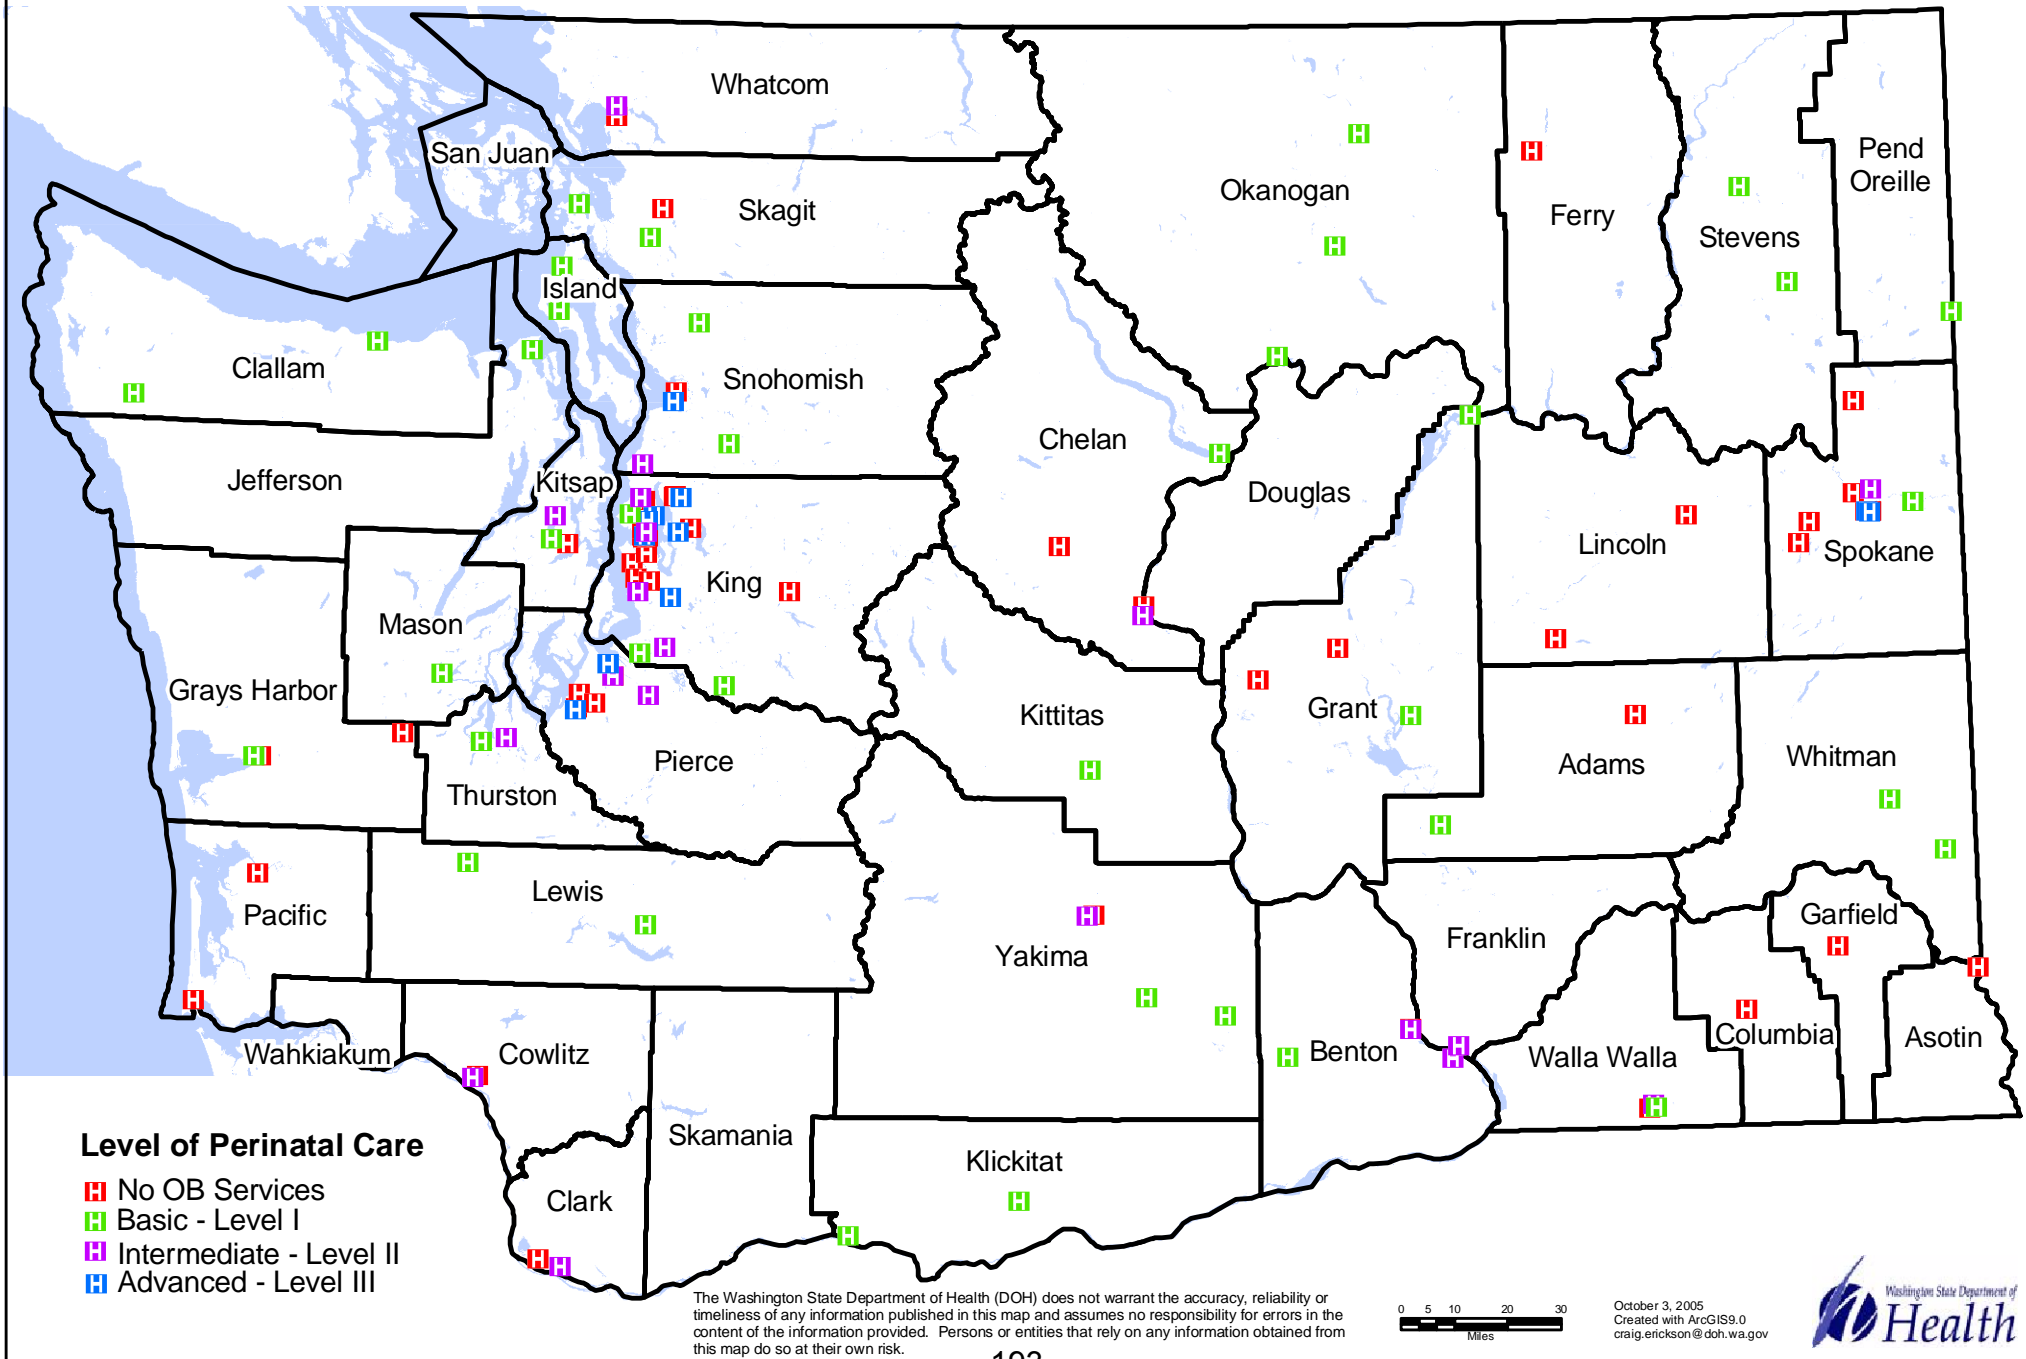 Whatcom
San Juan
Skagit
Okanogan
Ferry
Stevens
Pend
Oreille
Island
Clallam
Snohomish
Chelan
Douglas
Jefferson
Kitsap
King
Lincoln
Spokane
Mason
Grays Harbor
Kittitas
Grant
Adams
Whitman
Thurston
Pierce
Lewis
Pacific
Yakima
Franklin
Garfield
Wahkiakum
Cowlitz
Benton
Walla Walla
Columbia
Asotin
Skamania
Klickitat
Clark
Level of Perinatal Care
H No OB Services
H Basic - Level I
H Intermediate - Level II
H Advanced - Level III
The Washington State Department of Health (DOH) does not warrant the accuracy, reliability or
timeliness of any information published in this map and assumes no responsibility for errors in the
content of the information provided. Persons or entities that rely on any information obtained from
this map do so at their own risk.
0 5 10 20 30
Miles
October 3, 2005
Created with ArcGIS9.0
craig.erickson@doh.wa.gov
Washington State Department of
Health